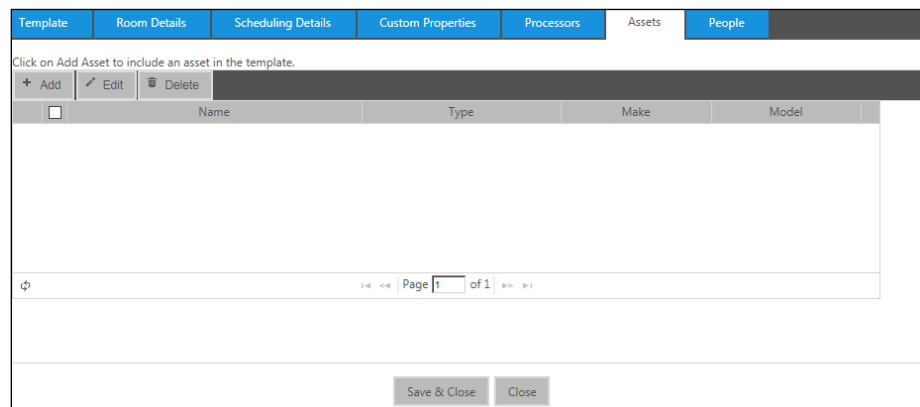 Template Room Details Scheduling Details Custom Properties Processors Assets People
Click on Add Asset to include an asset in the template.
+ Add Edit Delete
Name Type Make Model
Page 1 of 1
Save & Close Close